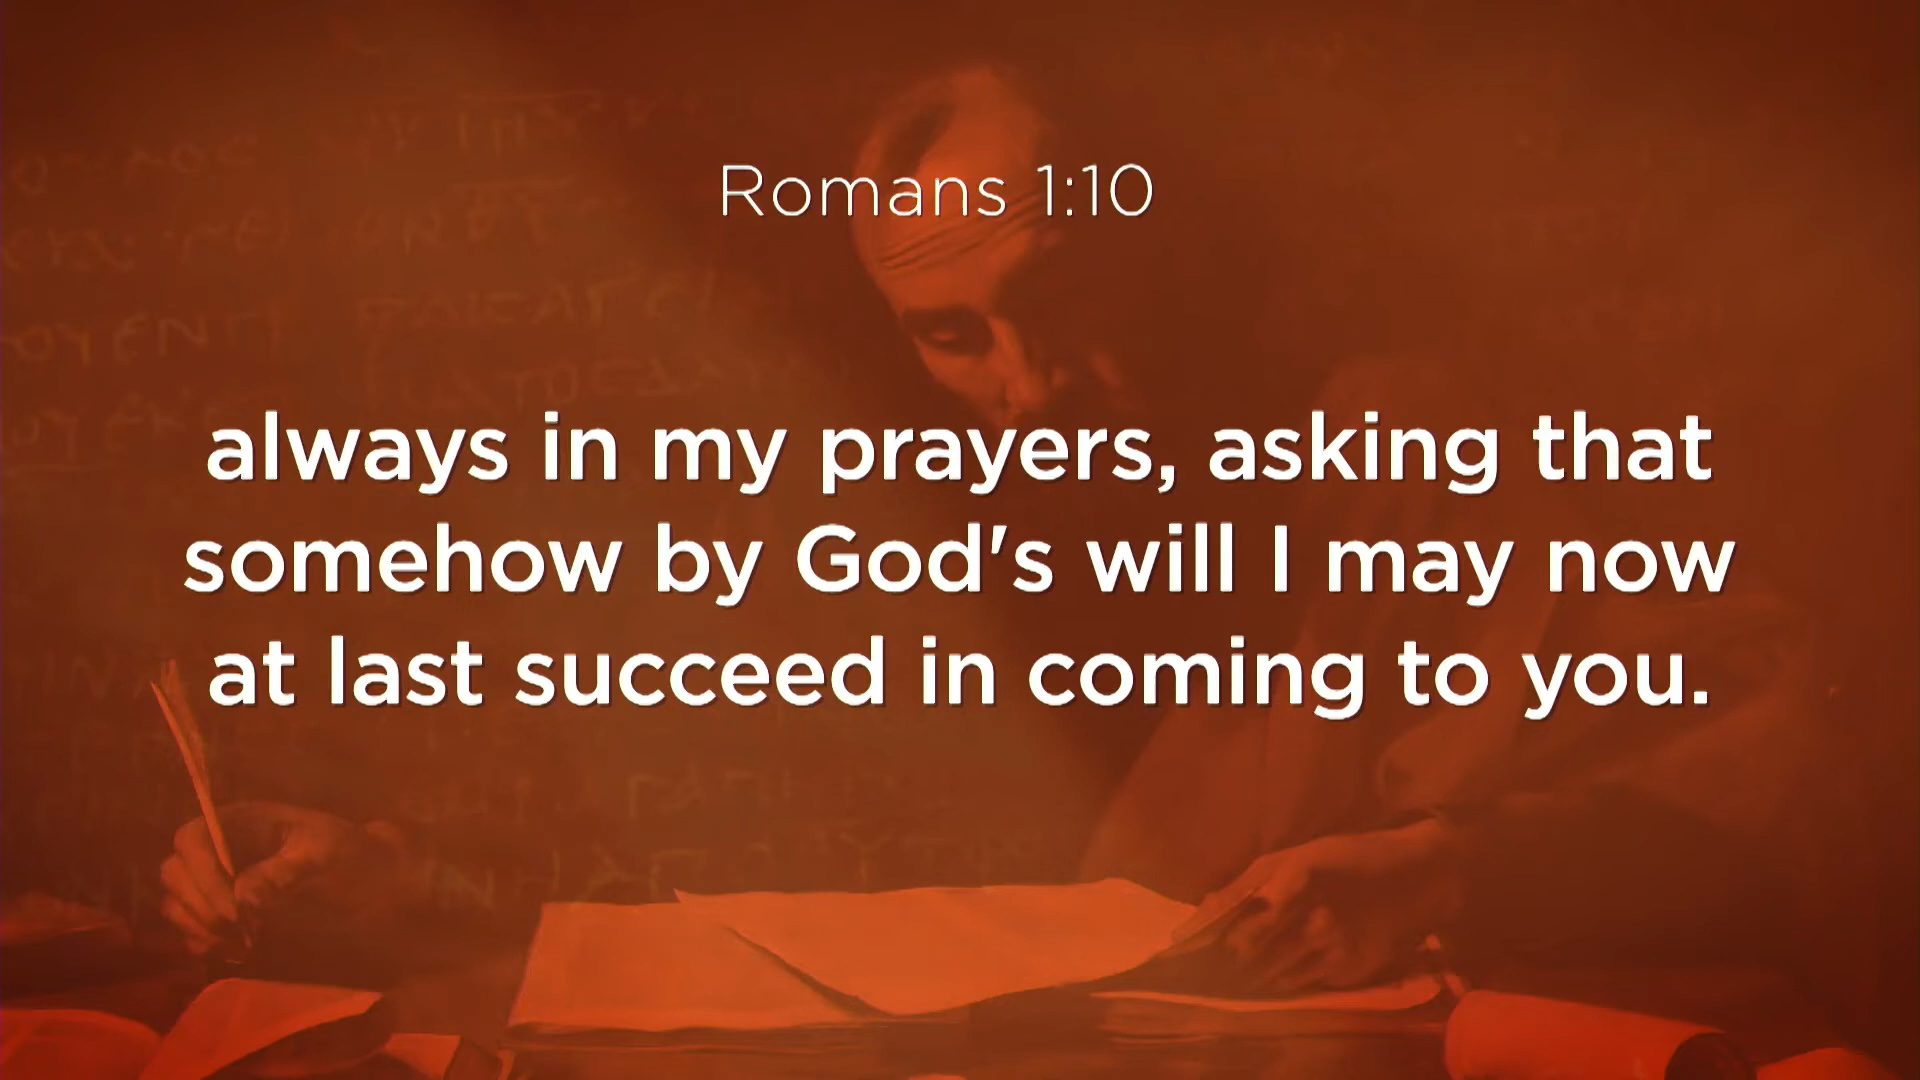 Romans 1:10
always in my prayers, asking that
somehow by God's will I may now
at last succeed in coming to you.